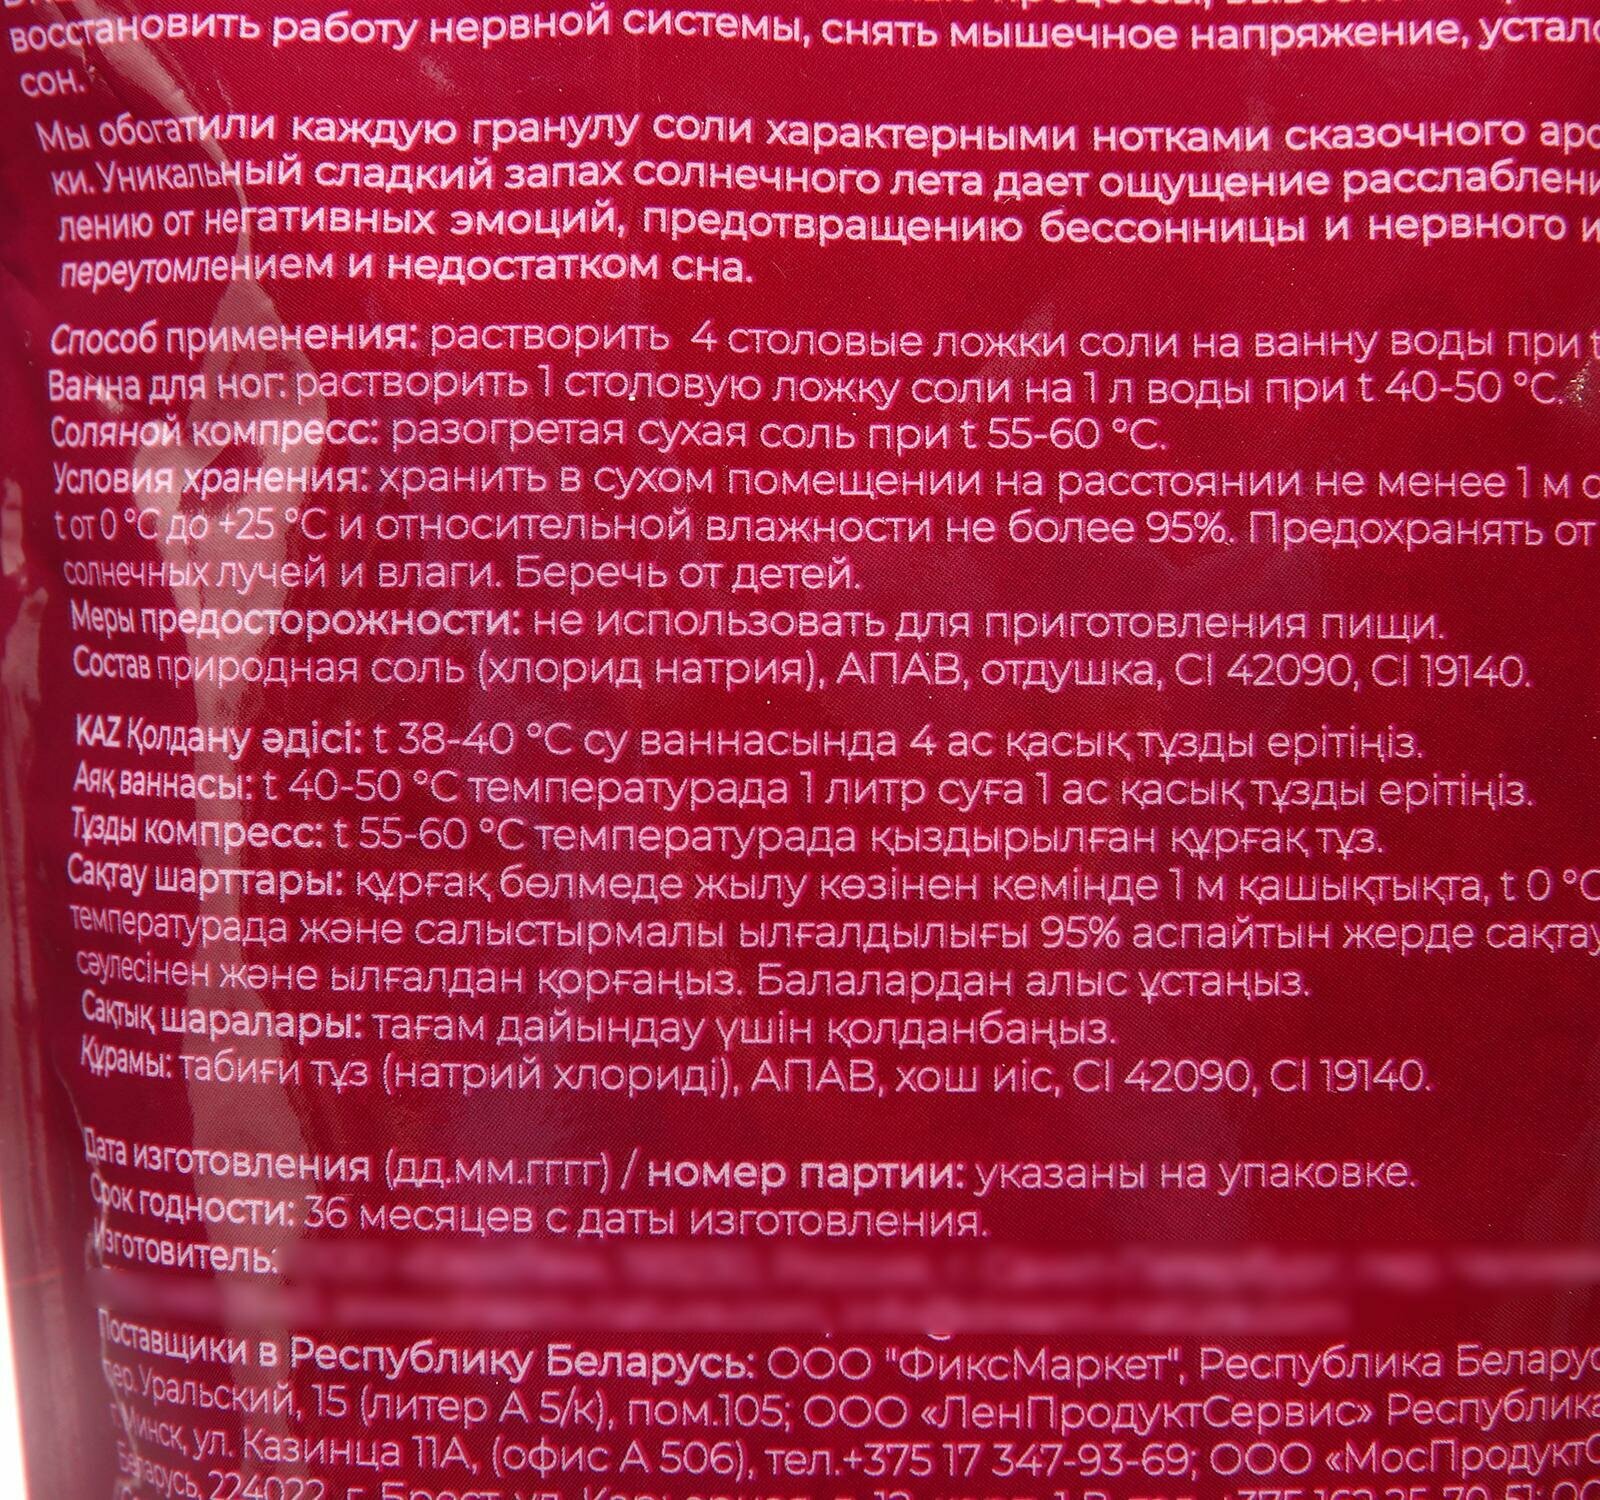 восстановить работу нервной системы, снять мышечное напряжение,
сон.
Мы обогатили каждую гранулу соли характерными нотками сказочного
ки. Уникальный сладкий запах солнечного лета дает ощущение
лению от негативных эмоций, предотвращению бессонницы и нервного и
переутомлением и недостатком сна.
Способ применения: растворить 4 столовые ложки соли на ванну воды при t
Ванна для ног: растворить 1 столовую ложку соли на 1 л воды при t 40-50 °C.
Соляной компресс: разогретая сухая соль при t 55-60 °C.
Условия хранения: хранить в сухом помещении на расстоянии не менее 1 м
t от 0 °C до +25 °C и относительной влажности не более 95%. Предохранять от
солнечных лучей и влаги. Беречь от детей.
Меры предосторожности: не использовать для приготовления пищи.
Состав природная соль (хлорид натрия), АПАВ, отдушка, CI 42090, CI 19140.
KAZ Қолдану әдісі: t 38-40 °C су ваннасында 4 ас қасық тұзды ерітіңіз.
Аяқ ваннасы: t 40-50 °C температурада 1 литр суға 1 ас қасық тұзды ерітіңіз.
Тұзды компресс: t 55-60 °C температурада қыздырылған құрғақ тұз.
Сақтау шарттары: құрғақ бөлмеде жылу көзінен кемінде 1 м қашықтықта, t 0 °C
температурада және салыстырмалы ылғалдылығы 95% аспайтын жерде сақтау
сәулесінен және ылғалдан қорғаңыз. Балалардан алыс ұстаңыз.
Сақтық шаралары: тағам дайындау үшін қолданбаңыз.
Құрамы: табиғи тұз (натрий хлориді), АПАВ, хош иіс, CI 42090, CI 19140.
Дата изготовления (дд.мм.гггг) / номер партии: указаны на упаковке.
Срок годности: 36 месяцев с даты изготовления.
Изготовитель:
Поставщики в Республику Беларусь: ООО "ФиксМаркет", Республика
пер. Уральский, 15 (литер А 5/к), пом.105; ООО «ЛенПродуктСервис» Республика
г. Минск, ул. Казинца 11А, (офис А 506), тел.+375 17 347-93-69; ООО
Беларусь, 224022, г. Брест